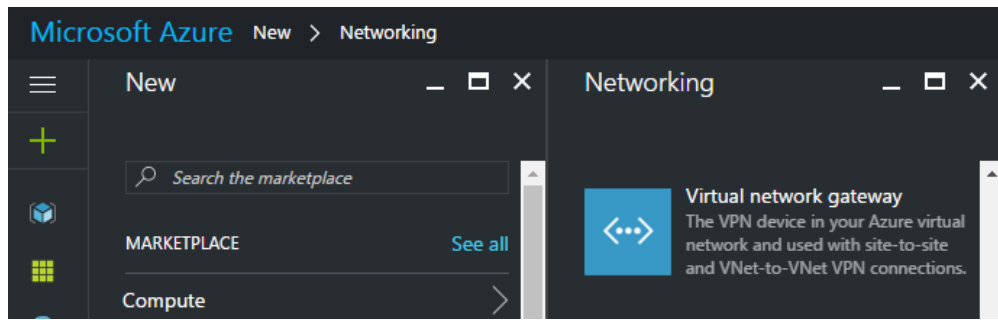 Microsoft Azure New > Networking
New
Networking
Search the marketplace
MARKETPLACE See all
Compute
Virtual network gateway
The VPN device in your Azure virtual
network and used with site-to-site
and VNet-to-VNet VPN connections.